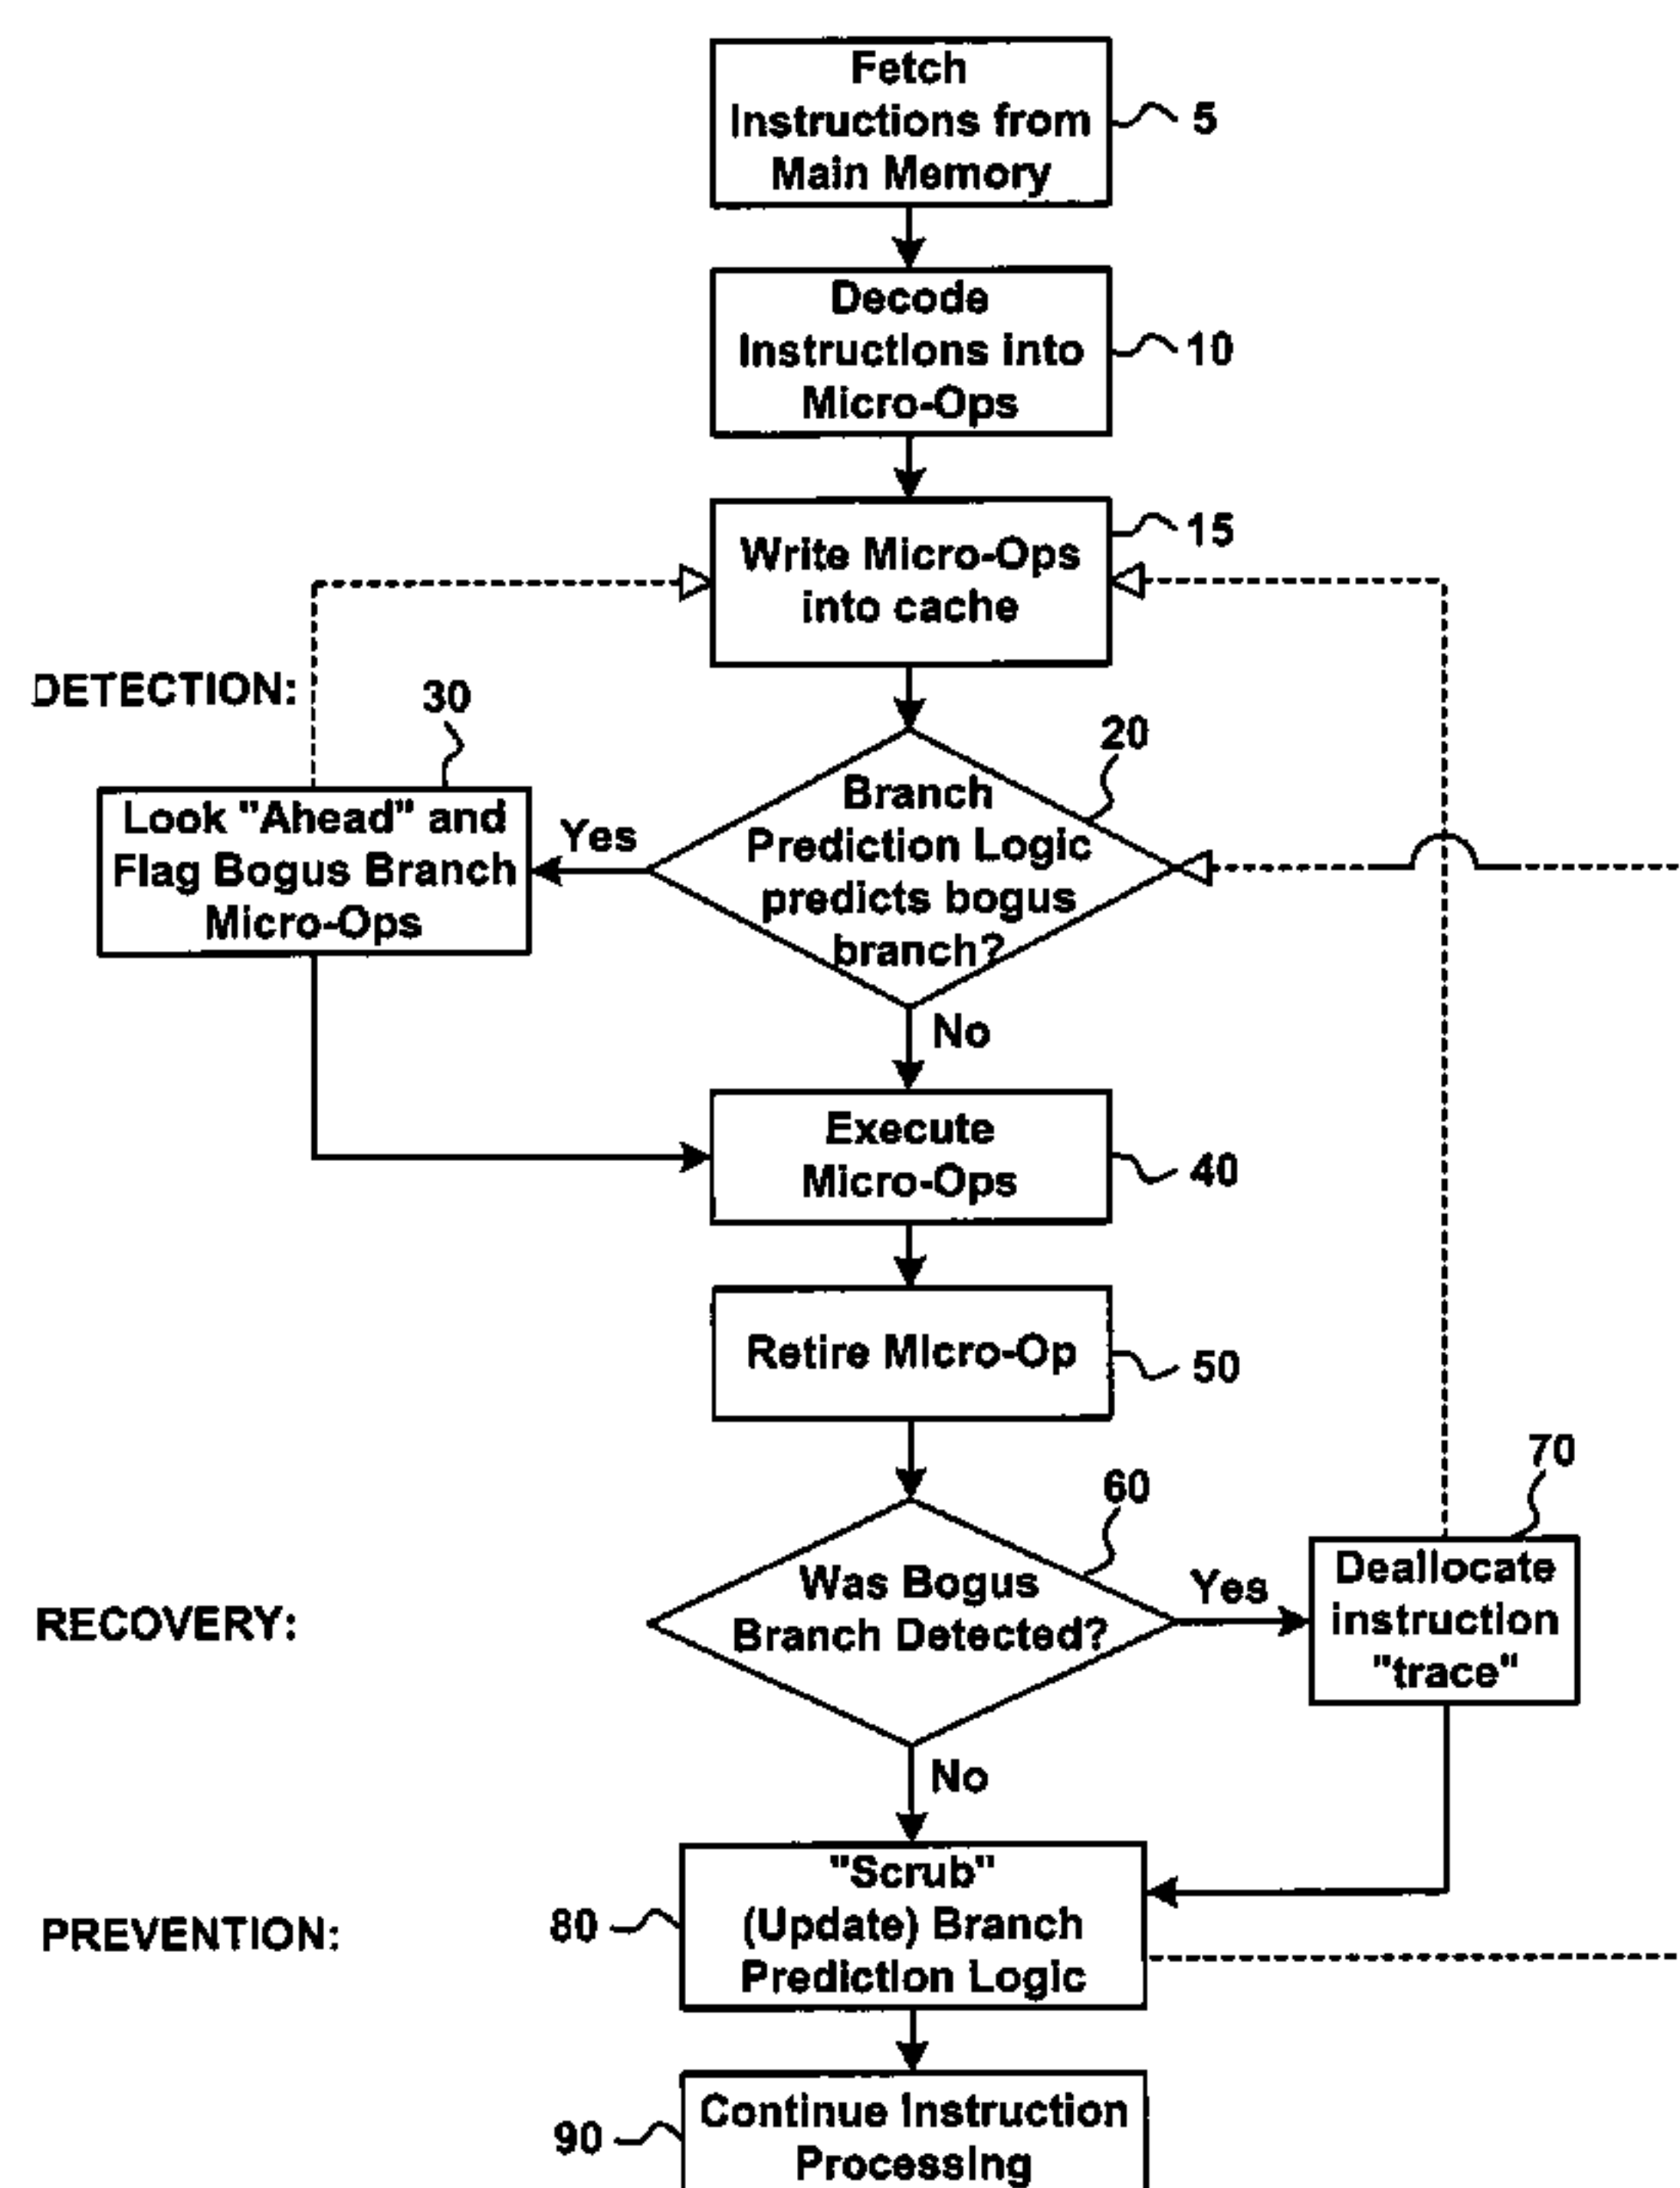 Fetch
Instructions from
Main Memory
5
Decode
Instructions into
Micro-Ops
10
Write Micro-Ops
into cache
15
DETECTION:
30
Look "Ahead" and
Flag Bogus Branch
Micro-Ops
Yes
20
Branch
Prediction Logic
predicts bogus
branch?
No
Execute
Micro-Ops
40
Retire Micro-Op
50
RECOVERY:
60
Was Bogus
Branch Detected?
Yes
70
Deallocate
instruction
"trace"
No
PREVENTION:
80
"Scrub"
(Update) Branch
Prediction Logic
90
Continue Instruction
Processing